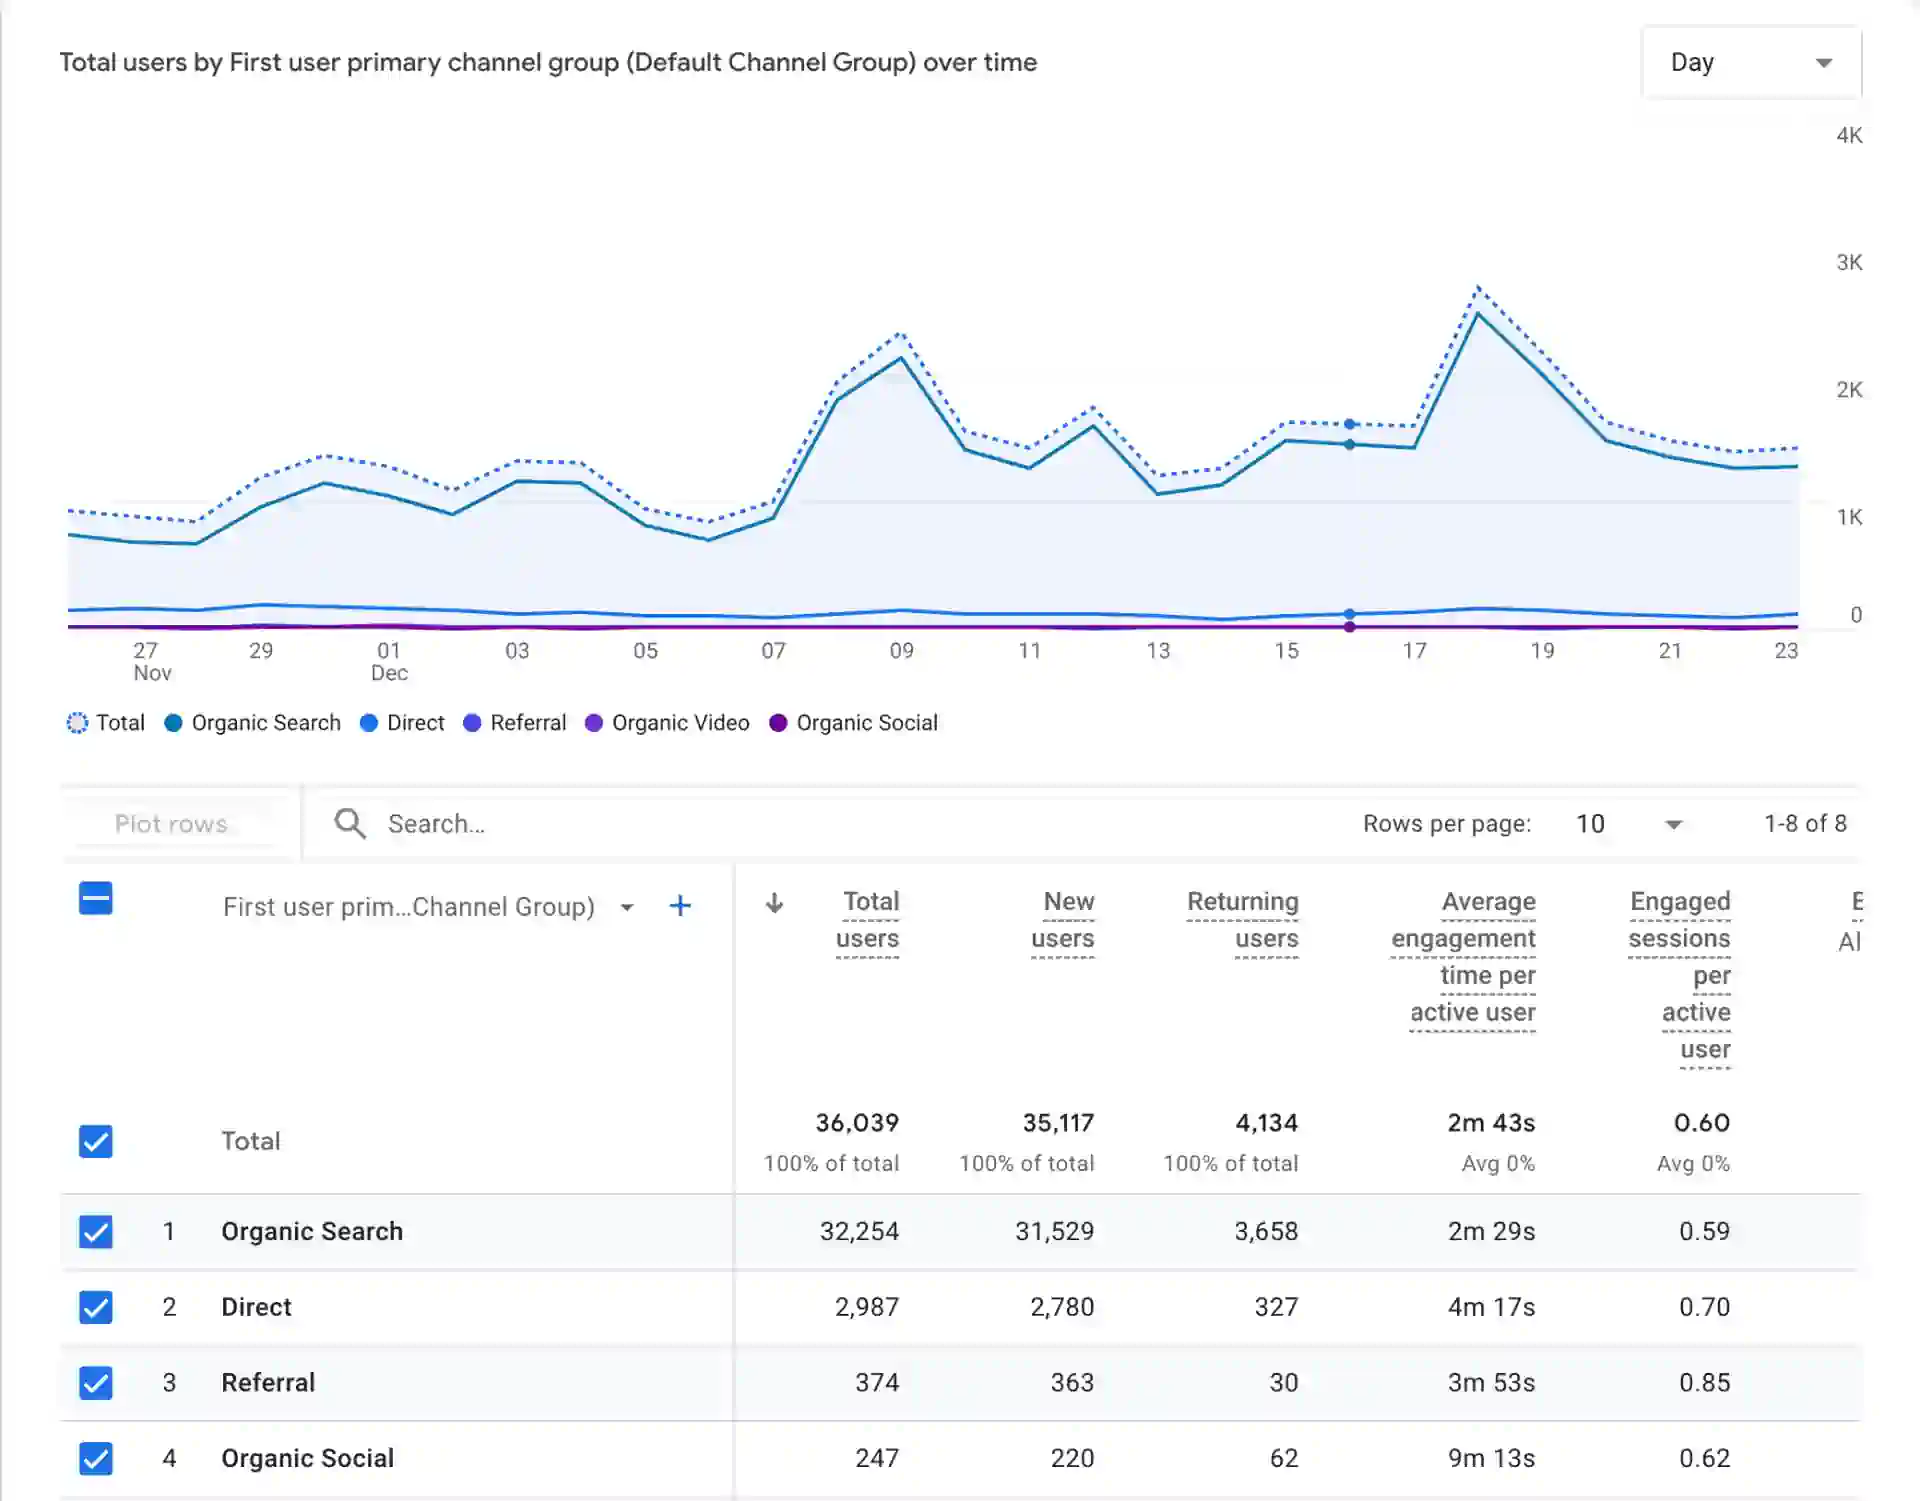 Total users by First user primary channel group (Default Channel Group) over time
Day
4K
3K
2K
1K
0
27 29 01 03 05 07 09 11 13 15 17 19 21 23
Nov Dec
Total Organic Search Direct Referral Organic Video Organic Social
Plot rows Search... Rows per page: 10 1-8 of 8
First user prim...Channel Group) + Total New Returning Average Engaged E
users users users engagement sessions Al
time per per
active user active
user
36,039 35,117 4,134 2m 43s 0.60
Total
100% of total 100% of total 100% of total Avg 0% Avg 0%
1 Organic Search 32,254 31,529 3,658 2m 29s 0.59
2 Direct 2,987 2,780 327 4m 17s 0.70
3 Referral 374 363 30 3m 53s 0.85
4 Organic Social 247 220 62 9m 13s 0.62